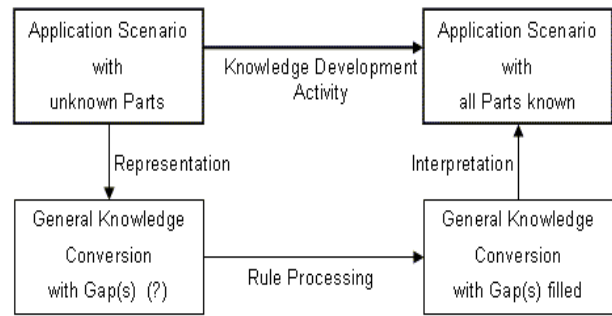 Application Scenario
with
unknown Parts
Knowledge Development
Activity
Application Scenario
with
all Parts known
Representation
Interpretation
General Knowledge
Conversion
with Gap(s) (?)
Rule Processing
General Knowledge
Conversion
with Gap(s) filled